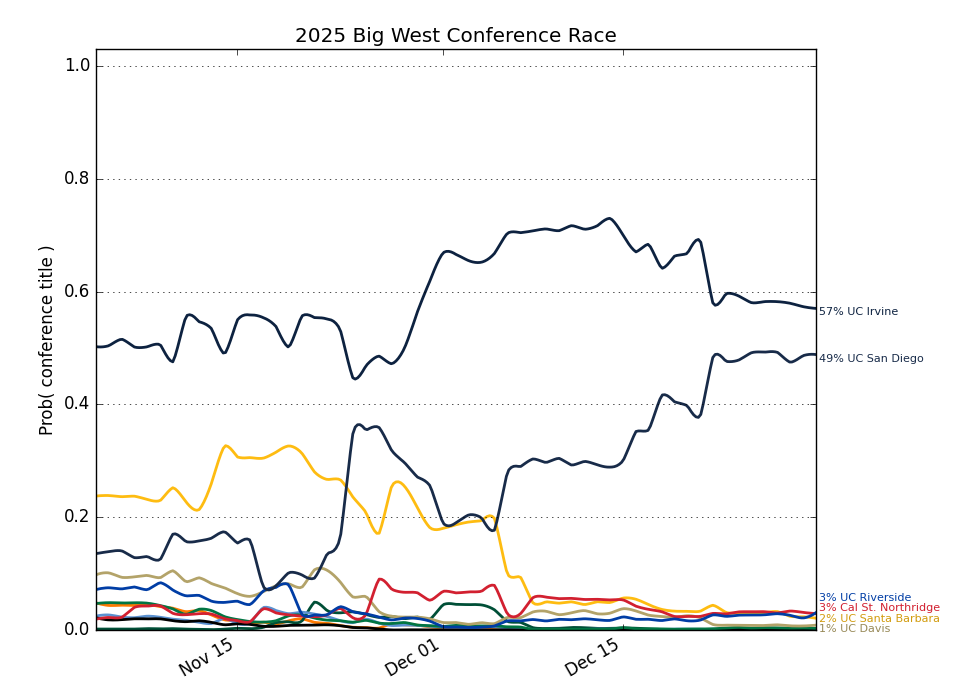 2025 Big West Conference Race
Prob( conference title )
1.0
0.8
0.6
0.4
0.2
0.0
Nov 15
Dec 01
Dec 15
57% UC Irvine
49% UC San Diego
3% UC Riverside
3% Cal St. Northridge
2% UC Santa Barbara
1% UC Davis